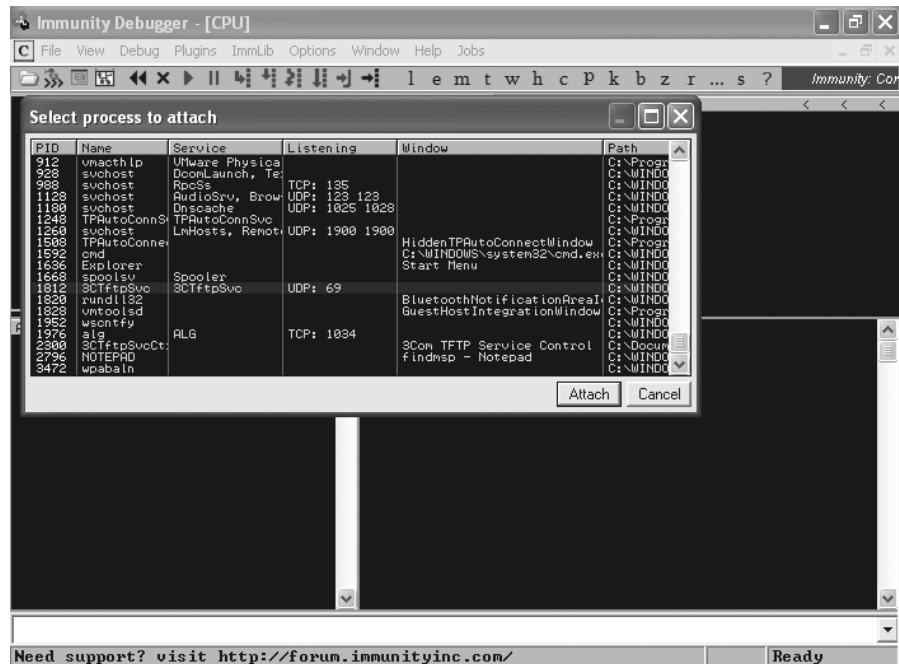 Immunity Debugger - [CPU]
C File View Debug Plugins ImmLib Options Window Help Jobs
l e m t w h c P k b z r ... s ? Immunity: Cor
Select process to attach
PID Name Service Listening Window Path
912 vmacthlp VMware Physica C:\Progr
928 svchost DcomLaunch, Te C:\WINDO
988 svchost RpcSs TCP: 135 C:\WINDO
1128 svchost AudioSrv, Brow UDP: 123 123 C:\WINDO
1180 svchost Dnscache UDP: 1025 1028 C:\WINDO
1248 TPAutoConnS TPAutoConnSvc C:\Progr
1260 svchost LmHosts, Remot UDP: 1900 1900 C:\WINDO
1508 TPAutoConne HiddenTPAutoConnectWindow C:\Progr
1592 cmd C:\WINDOWS\system32\cmd.exe C:\WINDO
1636 Explorer Start Menu C:\WINDO
1668 spoolsv Spooler C:\WINDO
1812 3CTftpSvc 3CTftpSvc UDP: 69 C:\WINDO
1820 rundll32 BluetoothNotificationAreaI C:\WINDO
1828 vmtoolsd GuestHostIntegrationWindow C:\Progr
1952 wscntfy C:\WINDO
1976 alg ALG TCP: 1034 C:\WINDO
2300 3CTftpSvcCt 3Com TFTP Service Control C:\Docum
2796 NOTEPAD findmsp - Notepad C:\WINDO
3472 wpabaln C:\WINDO
Attach Cancel
Need support? visit http://forum.immunityinc.com/ Ready